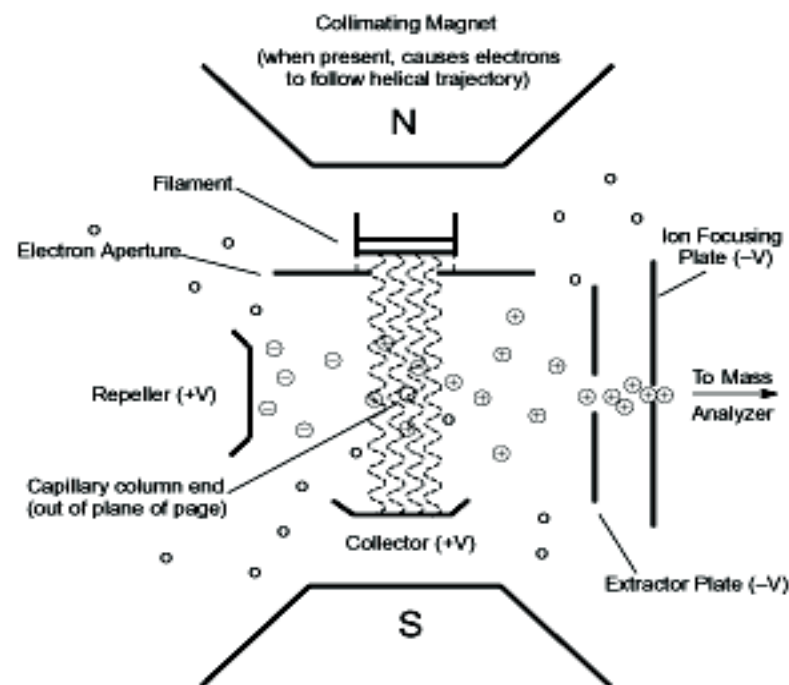 Collimating Magnet
(when present, causes electrons
to follow helical trajectory)
N
Filament
Electron Aperture
Ion Focusing
Plate (–V)
Repeller (+V)
To Mass
Analyzer
Capillary column end
(out of plane of page)
Collector (+V)
Extractor Plate (–V)
S